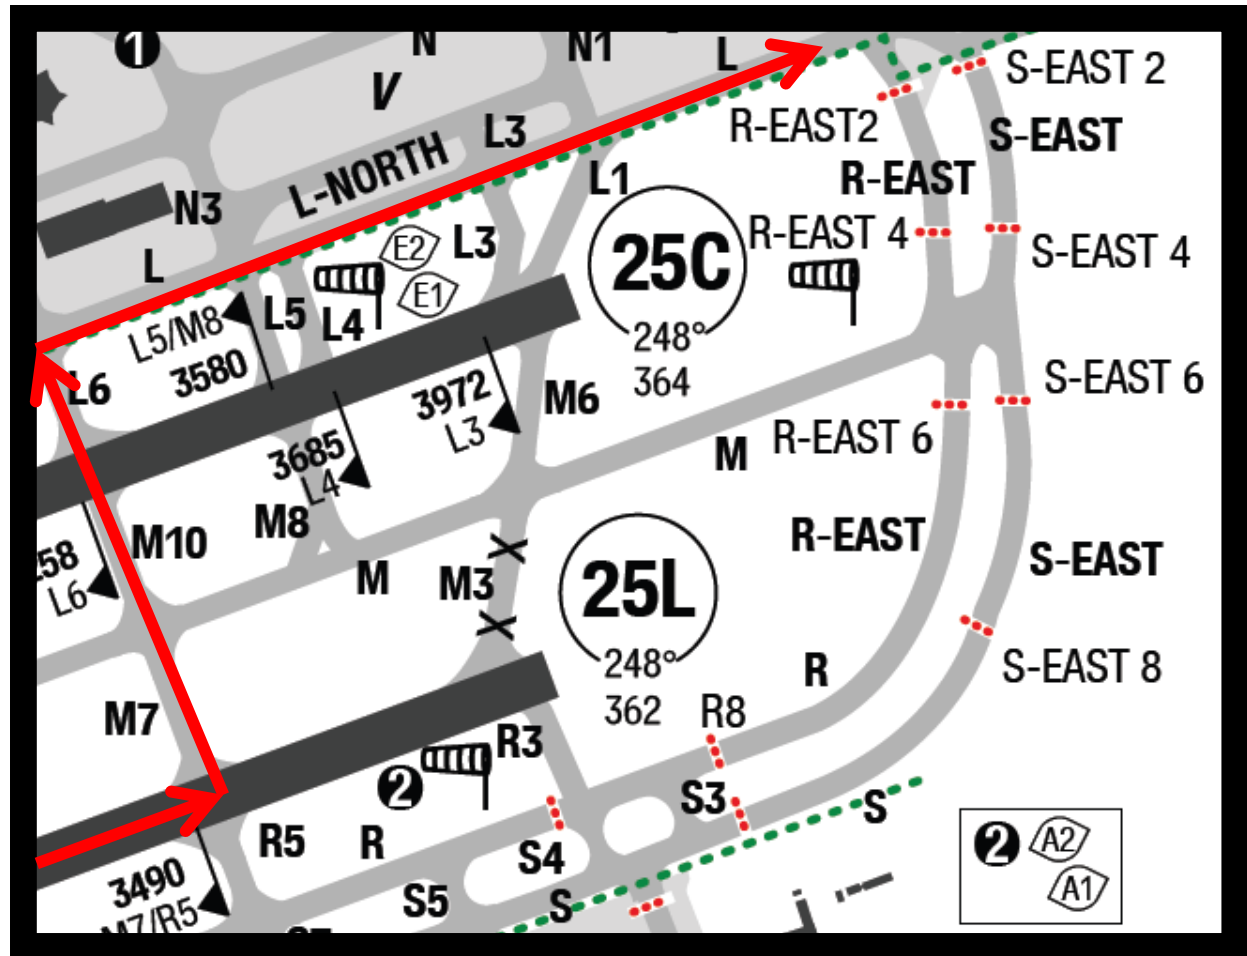 1
N
N1
L
S-EAST 2
V
L3
R-EAST2
S-EAST
L-NORTH
L1
R-EAST
N3
E2
L3
25C
R-EAST 4
S-EAST 4
L
E1
L5/M8
L5
L4
248°
3580
364
L6
3972
M6
S-EAST 6
L3
R-EAST 6
3685
M
L4
M8
M10
25L
R-EAST
258
M
M3
S-EAST
L6
248°
R
S-EAST 8
M7
362
R8
R3
2
S3
S
R5
R
2
A2
S4
3490
A1
M7/R5
S5
S